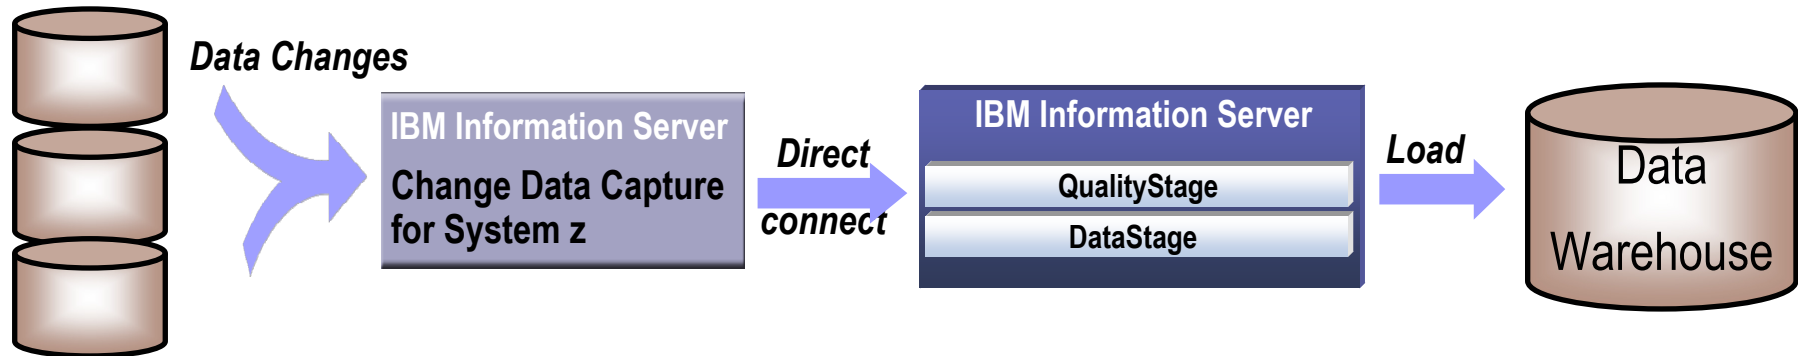 Data Changes
IBM Information Server
Change Data Capture
for System z
Direct
connect
IBM Information Server
QualityStage
DataStage
Load
Data
Warehouse